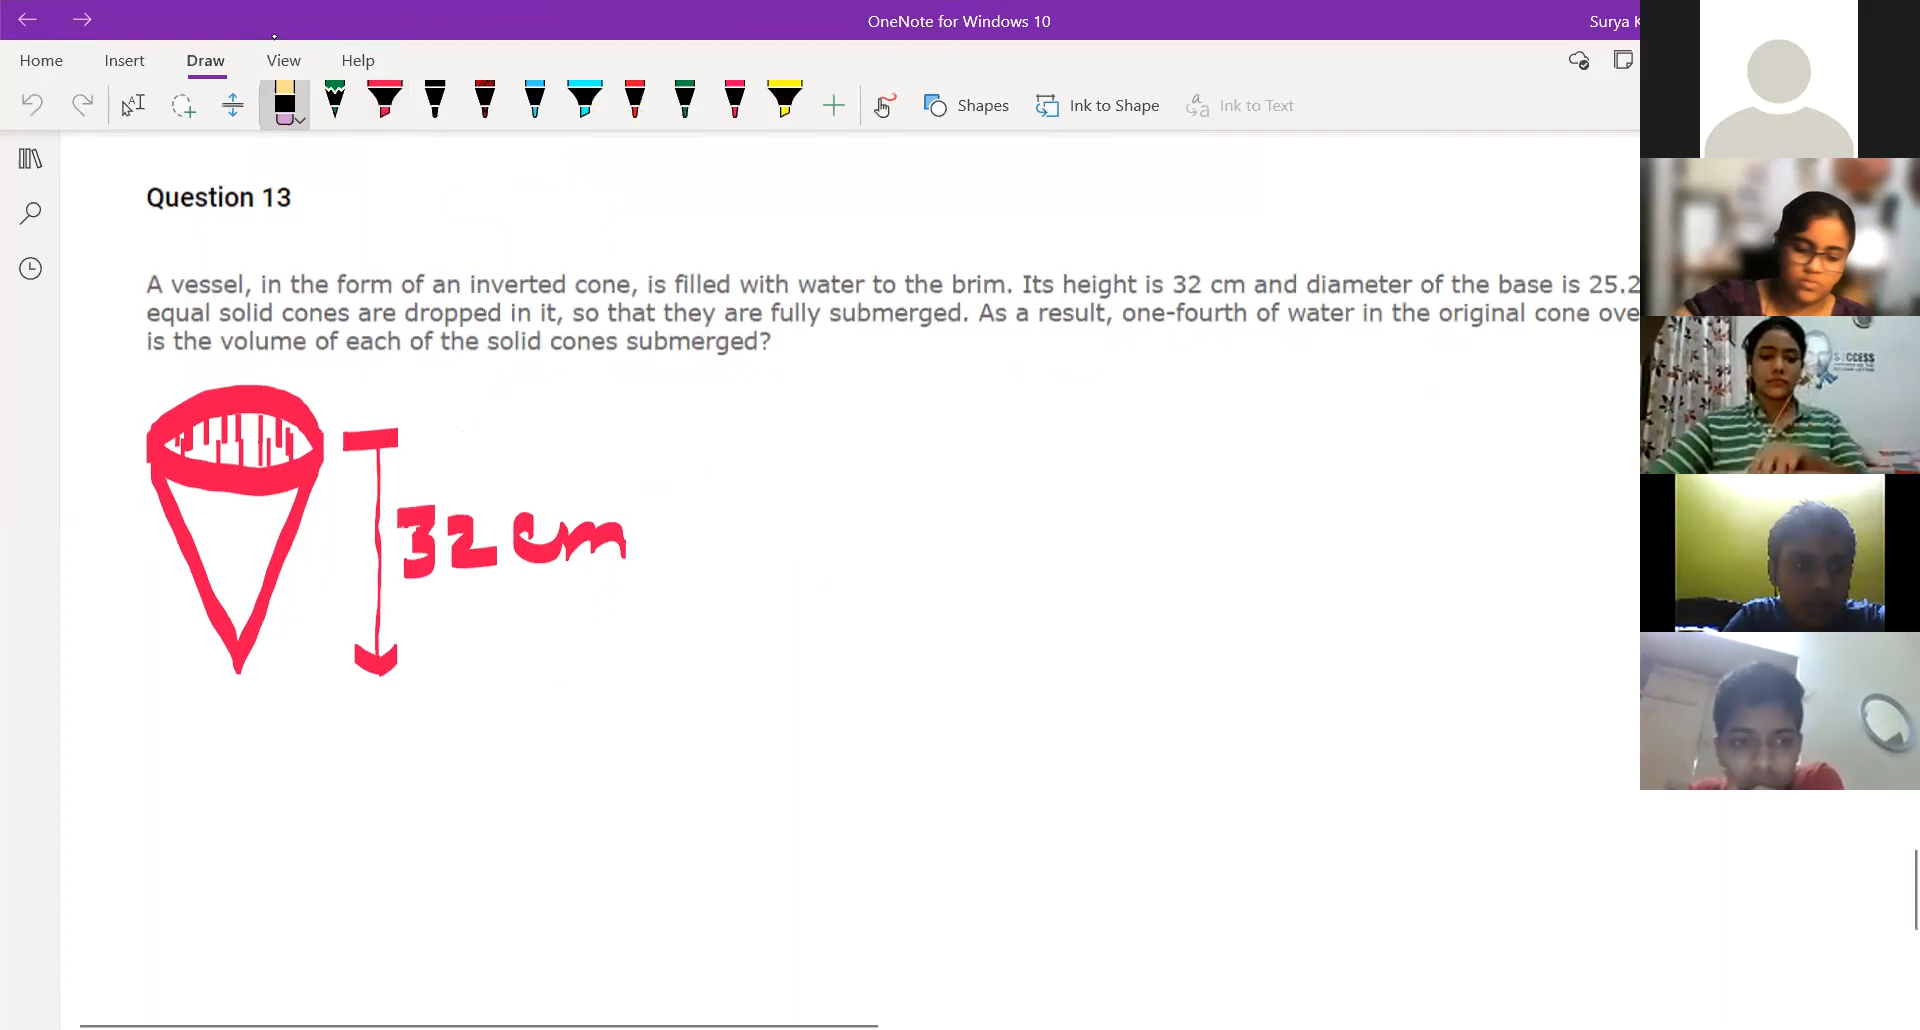 OneNote for Windows 10
Surya K
Home Insert Draw View Help
Shapes Ink to Shape Ink to Text
Question 13
A vessel, in the form of an inverted cone, is filled with water to the brim. Its height is 32 cm and diameter of the base is 25.2
equal solid cones are dropped in it, so that they are fully submerged. As a result, one-fourth of water in the original cone ove
is the volume of each of the solid cones submerged?
32 cm
SUCCESS